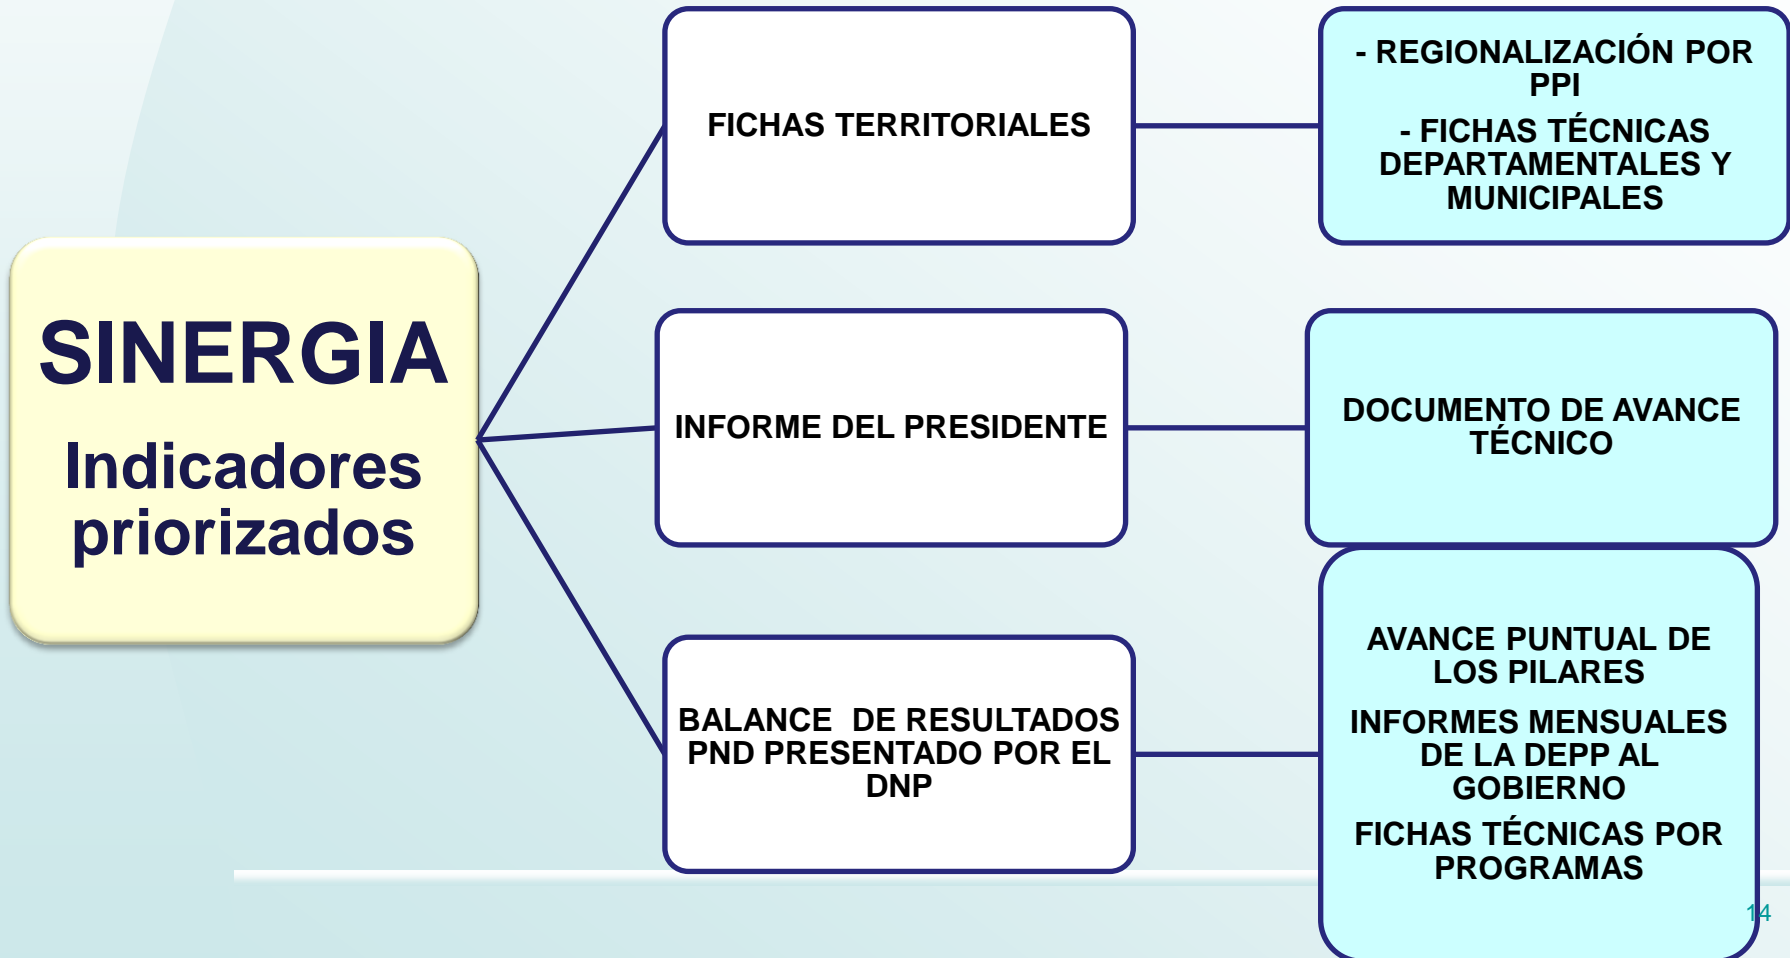 SINERGIA
Indicadores
priorizados
FICHAS TERRITORIALES
- REGIONALIZACIÓN POR
PPI
- FICHAS TÉCNICAS
DEPARTAMENTALES Y
MUNICIPALES
INFORME DEL PRESIDENTE
DOCUMENTO DE AVANCE
TÉCNICO
BALANCE DE RESULTADOS
PND PRESENTADO POR EL
DNP
AVANCE PUNTUAL DE
LOS PILARES
INFORMES MENSUALES
DE LA DEPP AL
GOBIERNO
FICHAS TÉCNICAS POR
PROGRAMAS
14